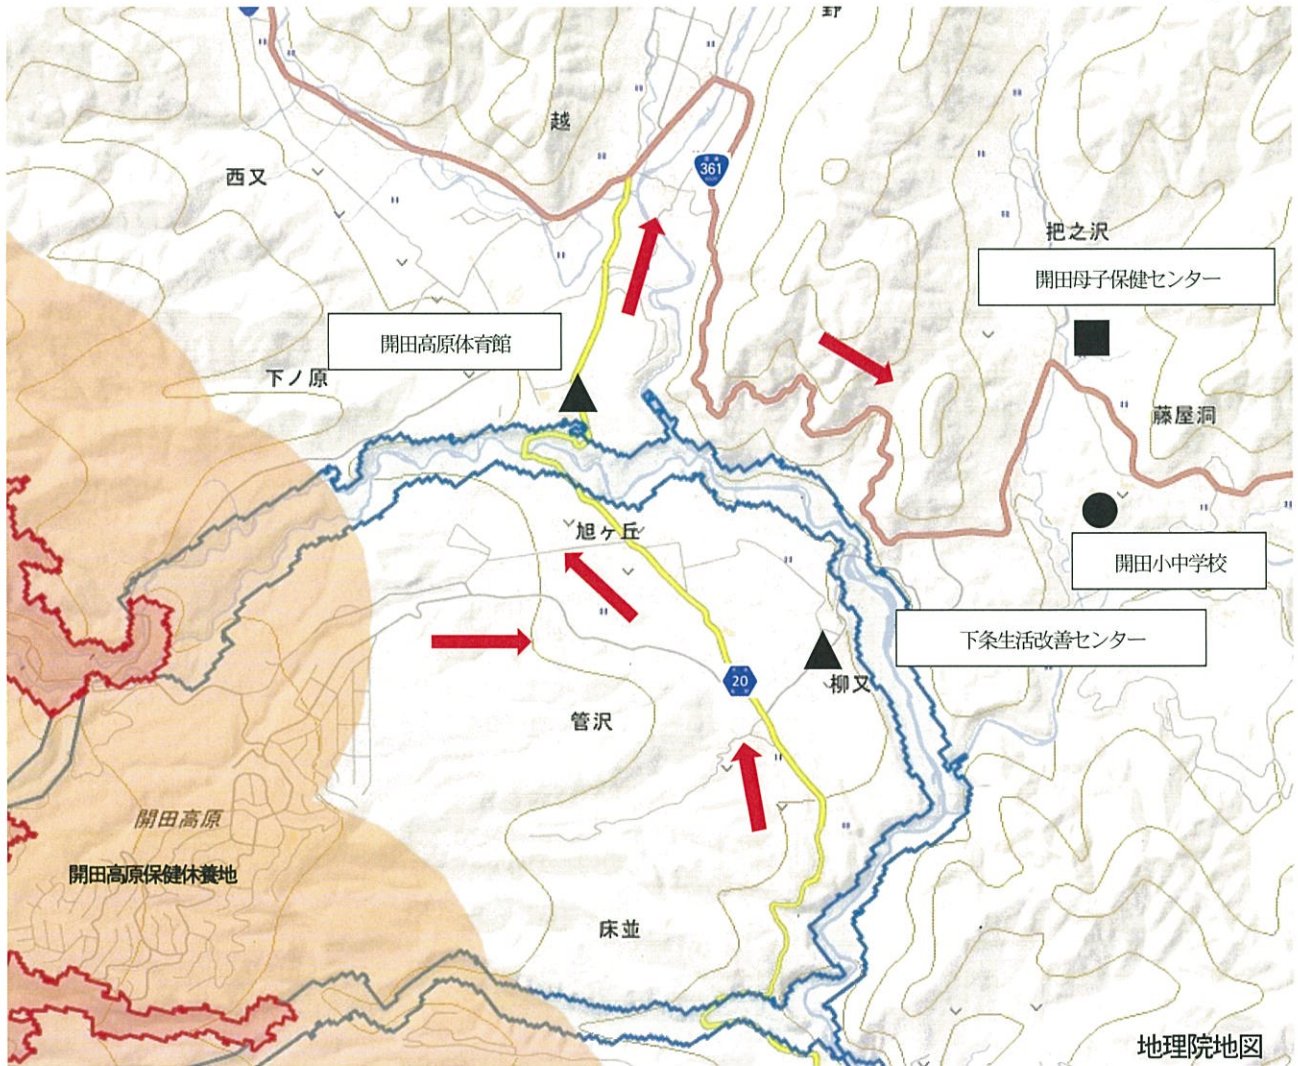 野
越
361
西又
把之沢
開田母子保健センター
開田高原体育館
下ノ原
藤屋洞
旭ヶ丘
開田小中学校
下条生活改善センター
20
柳又
管沢
開田高原
開田高原保健休養地
床並
地理院地図